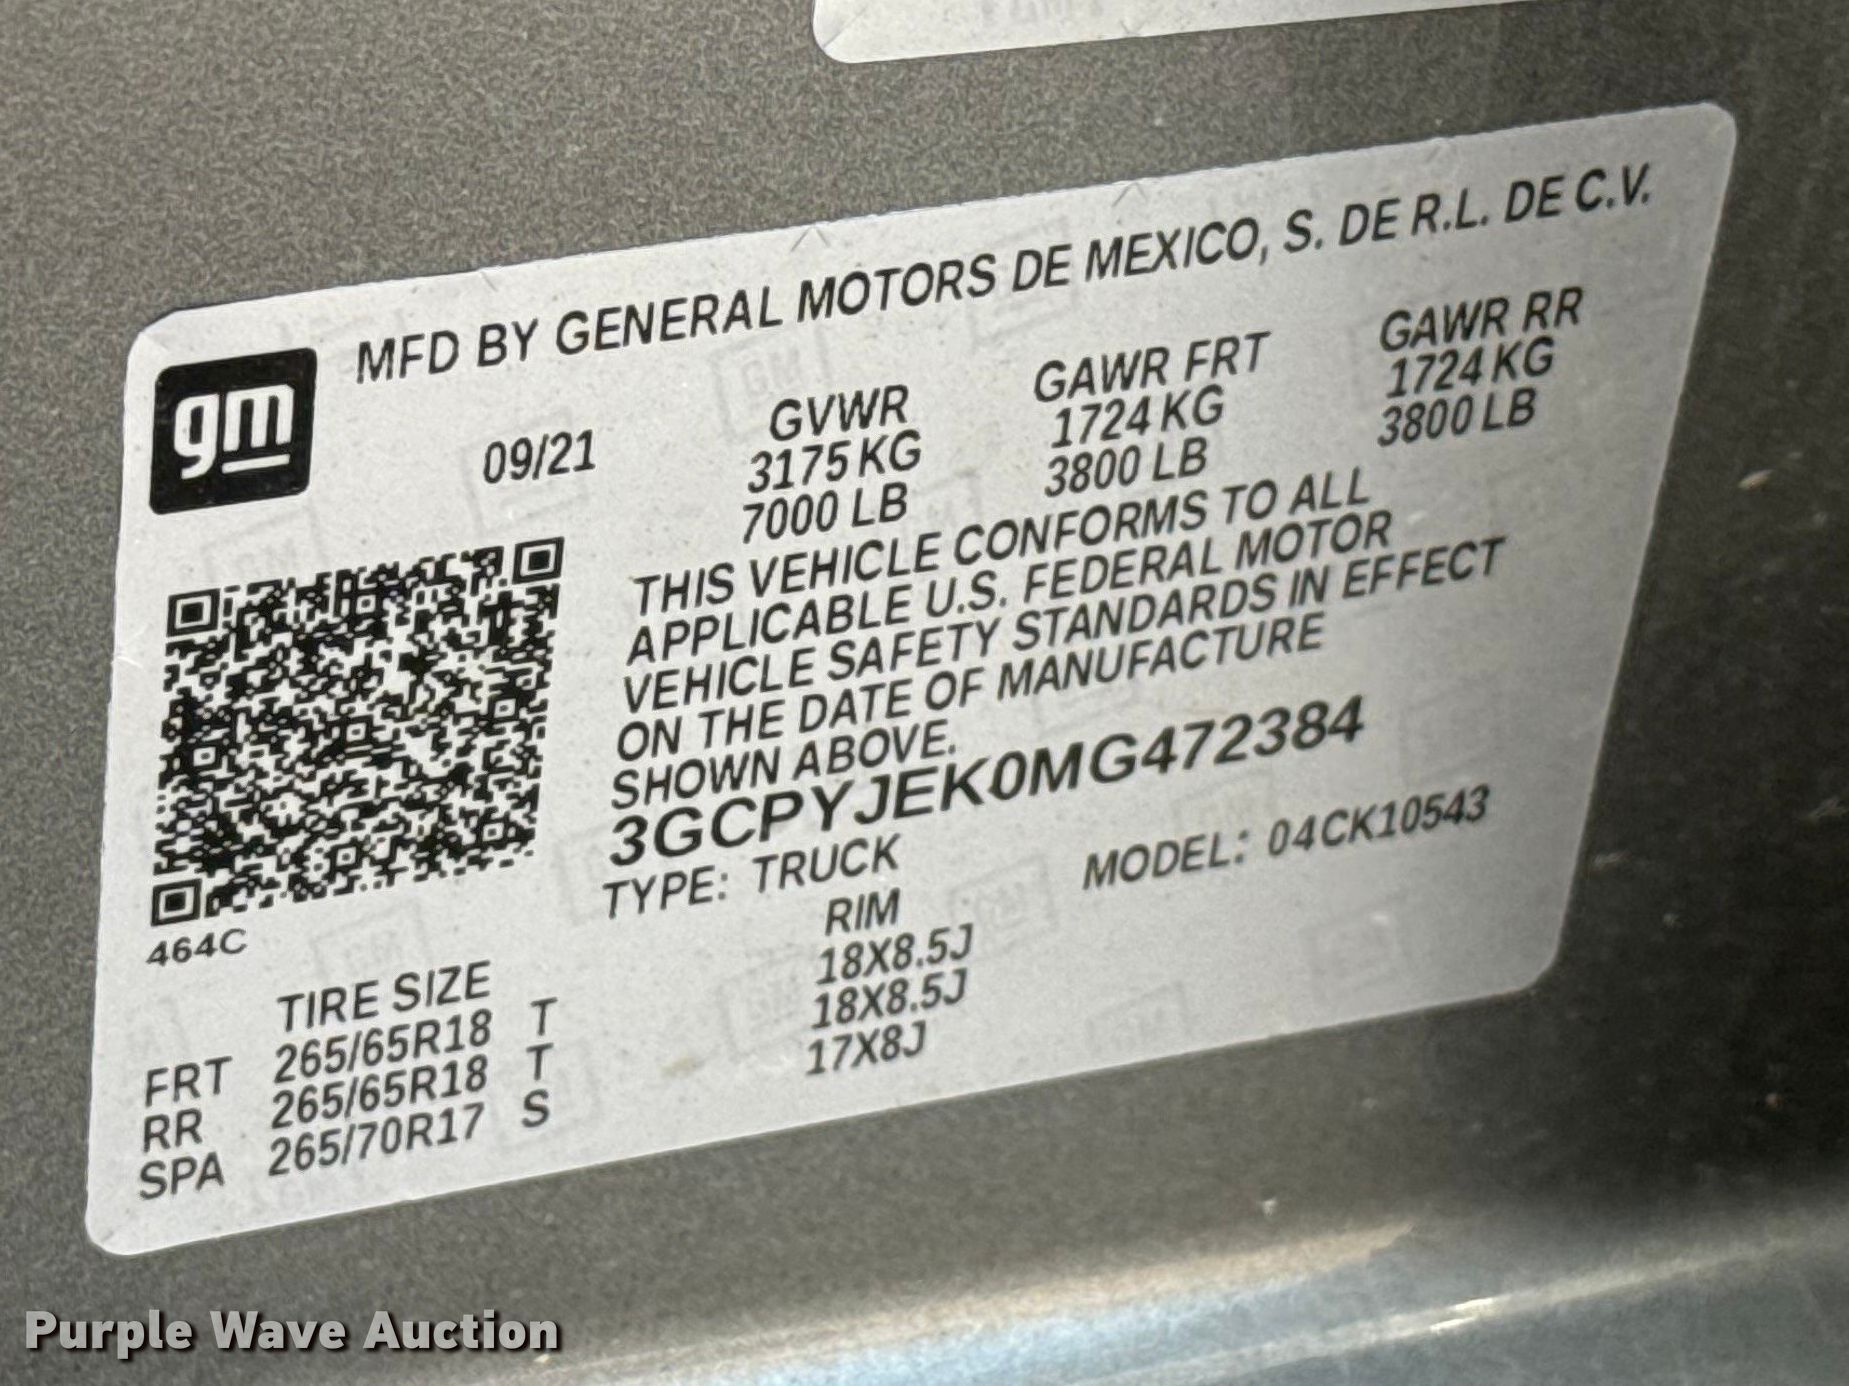 gm
MFD BY GENERAL MOTORS DE MEXICO, S. DE R.L. DE C.V.
09/21
GVWR GAWR FRT GAWR RR
3175 KG 1724 KG 1724 KG
7000 LB 3800 LB 3800 LB
THIS VEHICLE CONFORMS TO ALL
APPLICABLE U.S. FEDERAL MOTOR
VEHICLE SAFETY STANDARDS IN EFFECT
ON THE DATE OF MANUFACTURE
SHOWN ABOVE.
3GCPYJEK0MG472384
TYPE: TRUCK MODEL: 04CK10543
464C
TIRE SIZE RIM
FRT 265/65R18 T 18X8.5J
RR 265/65R18 T 18X8.5J
SPA 265/70R17 S 17X8J
Purple Wave Auction